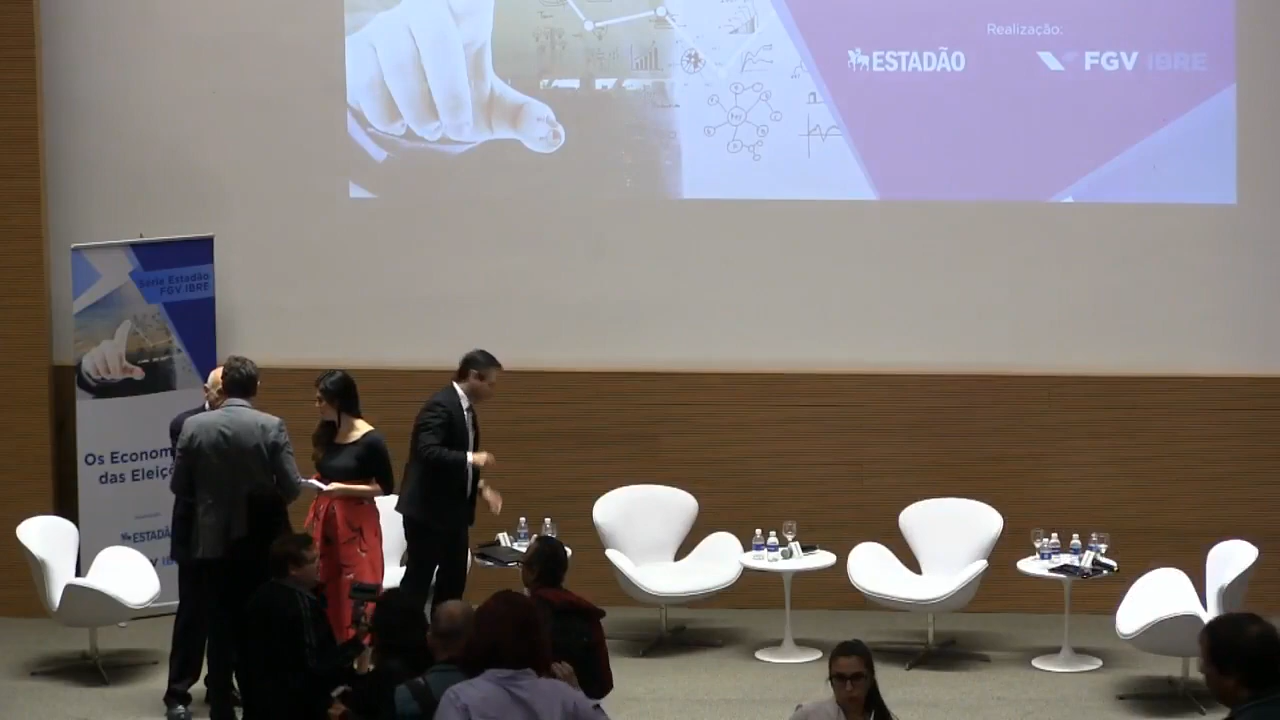 Realização:
ESTADÃO
FGV IBRE
Série Estadão
FGV.IBRE
Os Econom
das Eleiç
ESTADÃ